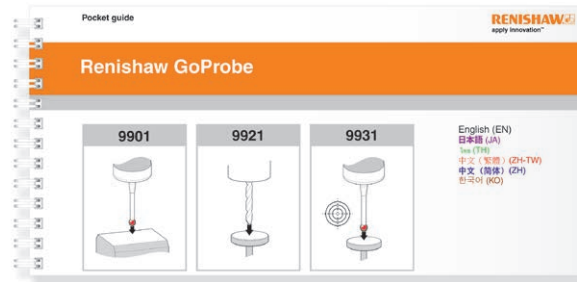 Pocket guide
RENISHAW
apply innovation™
Renishaw GoProbe
9901
9921
9931
English (EN)
日本語 (JA)
ไทย (TH)
中文（繁體）(ZH-TW)
中文（简体）(ZH)
한국어 (KO)